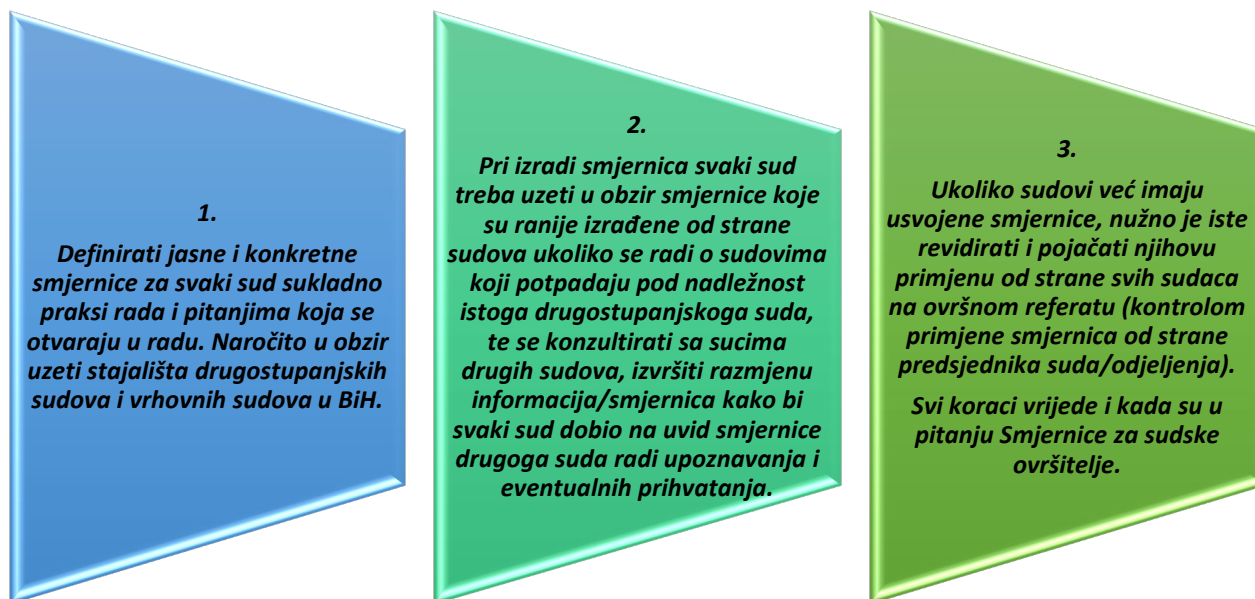 1.
Definirati jasne i konkretne
smjernice za svaki sud sukladno
praksi rada i pitanjima koja se
otvaraju u radu. Naročito u obzir
uzeti stajališta drugostupanjskih
sudova i vrhovnih sudova u BiH.
2.
Pri izradi smjernica svaki sud
treba uzeti u obzir smjernice koje
su ranije izrađene od strane
sudova ukoliko se radi o sudovima
koji potpadaju pod nadležnost
istoga drugostupanjskoga suda,
te se konzultirati sa sucima
drugih sudova, izvršiti razmjenu
informacija/smjernica kako bi
svaki sud dobio na uvid smjernice
drugoga suda radi upoznavanja i
eventualnih prihvatanja.
3.
Ukoliko sudovi već imaju
usvojene smjernice, nužno je iste
revidirati i pojačati njihovu
primjenu od strane svih sudaca
na ovršnom referatu (kontrolom
primjene smjernica od strane
predsjednika suda/odjeljenja).
Svi koraci vrijede i kada su u
pitanju Smjernice za sudske
ovršitelje.